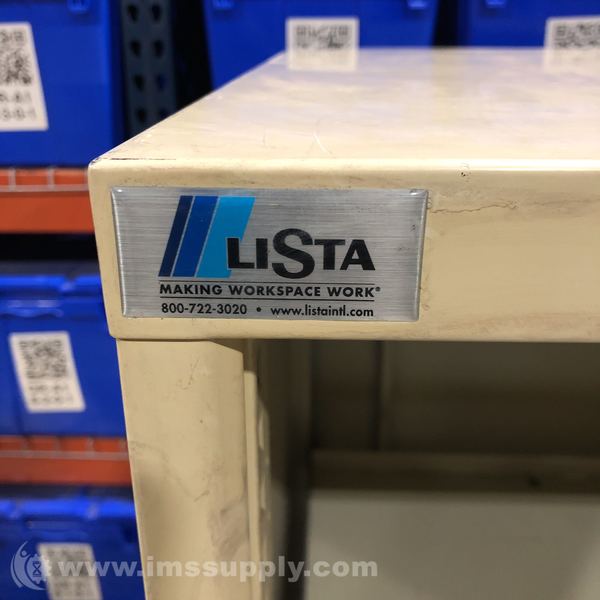 LISTA
MAKING WORKSPACE WORK®
800-722-3020 • www.listaintl.com
www.imssupply.com